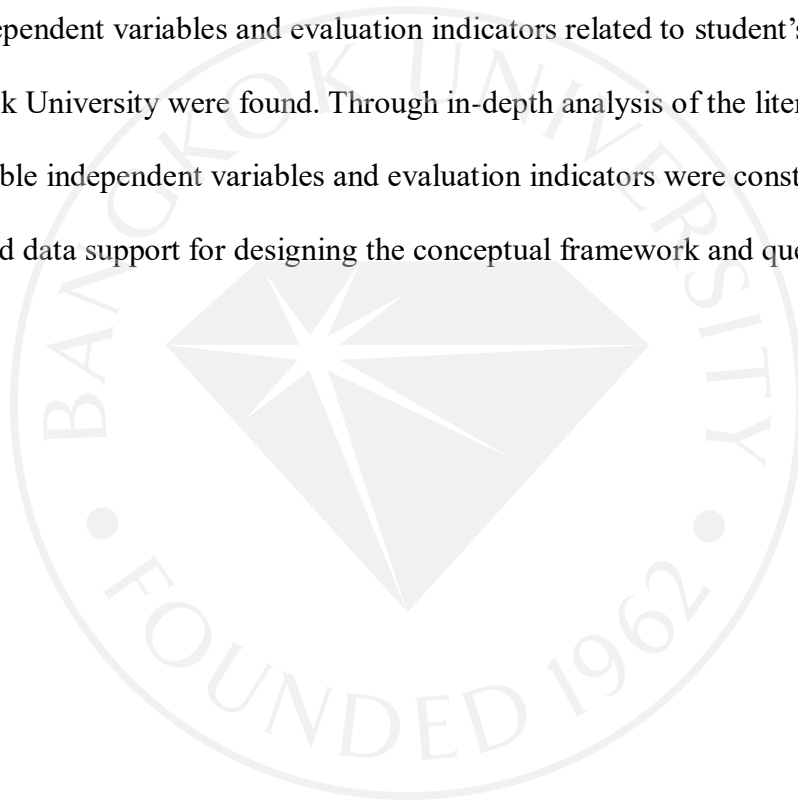 ependent variables and evaluation indicators related to student’s
k University were found. Through in-depth analysis of the liter
ble independent variables and evaluation indicators were const
d data support for designing the conceptual framework and que
BANGKOK UNIVERSITY
• FOUNDED 1962 •